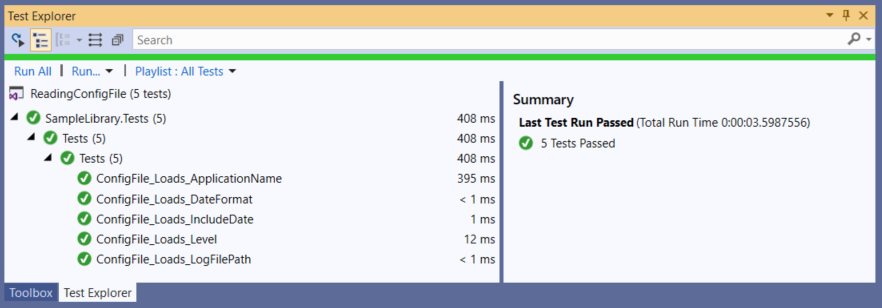 Test Explorer
Search
Run All | Run... Playlist : All Tests
ReadingConfigFile (5 tests)
SampleLibrary.Tests (5) 408 ms
Tests (5) 408 ms
Tests (5) 408 ms
ConfigFile_Loads_ApplicationName 395 ms
ConfigFile_Loads_DateFormat < 1 ms
ConfigFile_Loads_IncludeDate 1 ms
ConfigFile_Loads_Level 12 ms
ConfigFile_Loads_LogFilePath < 1 ms
Summary
Last Test Run Passed (Total Run Time 0:00:03.5987556)
5 Tests Passed
Toolbox Test Explorer